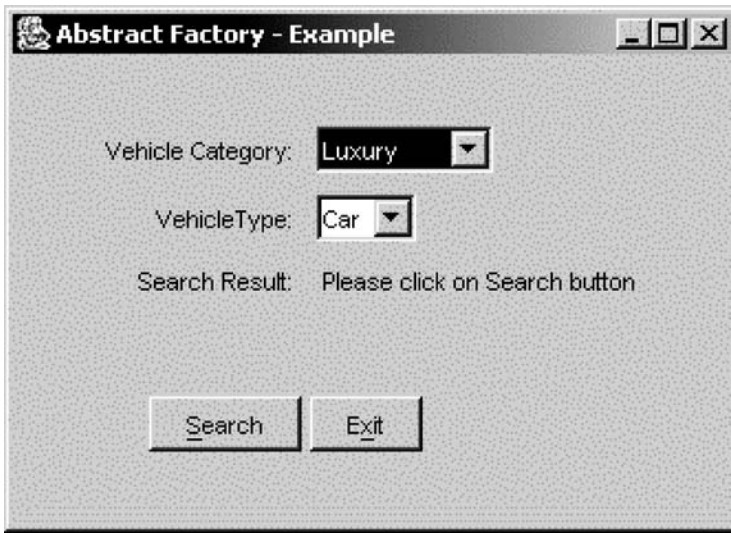 Abstract Factory - Example
Vehicle Category: Luxury
VehicleType: Car
Search Result: Please click on Search button
Search Exit